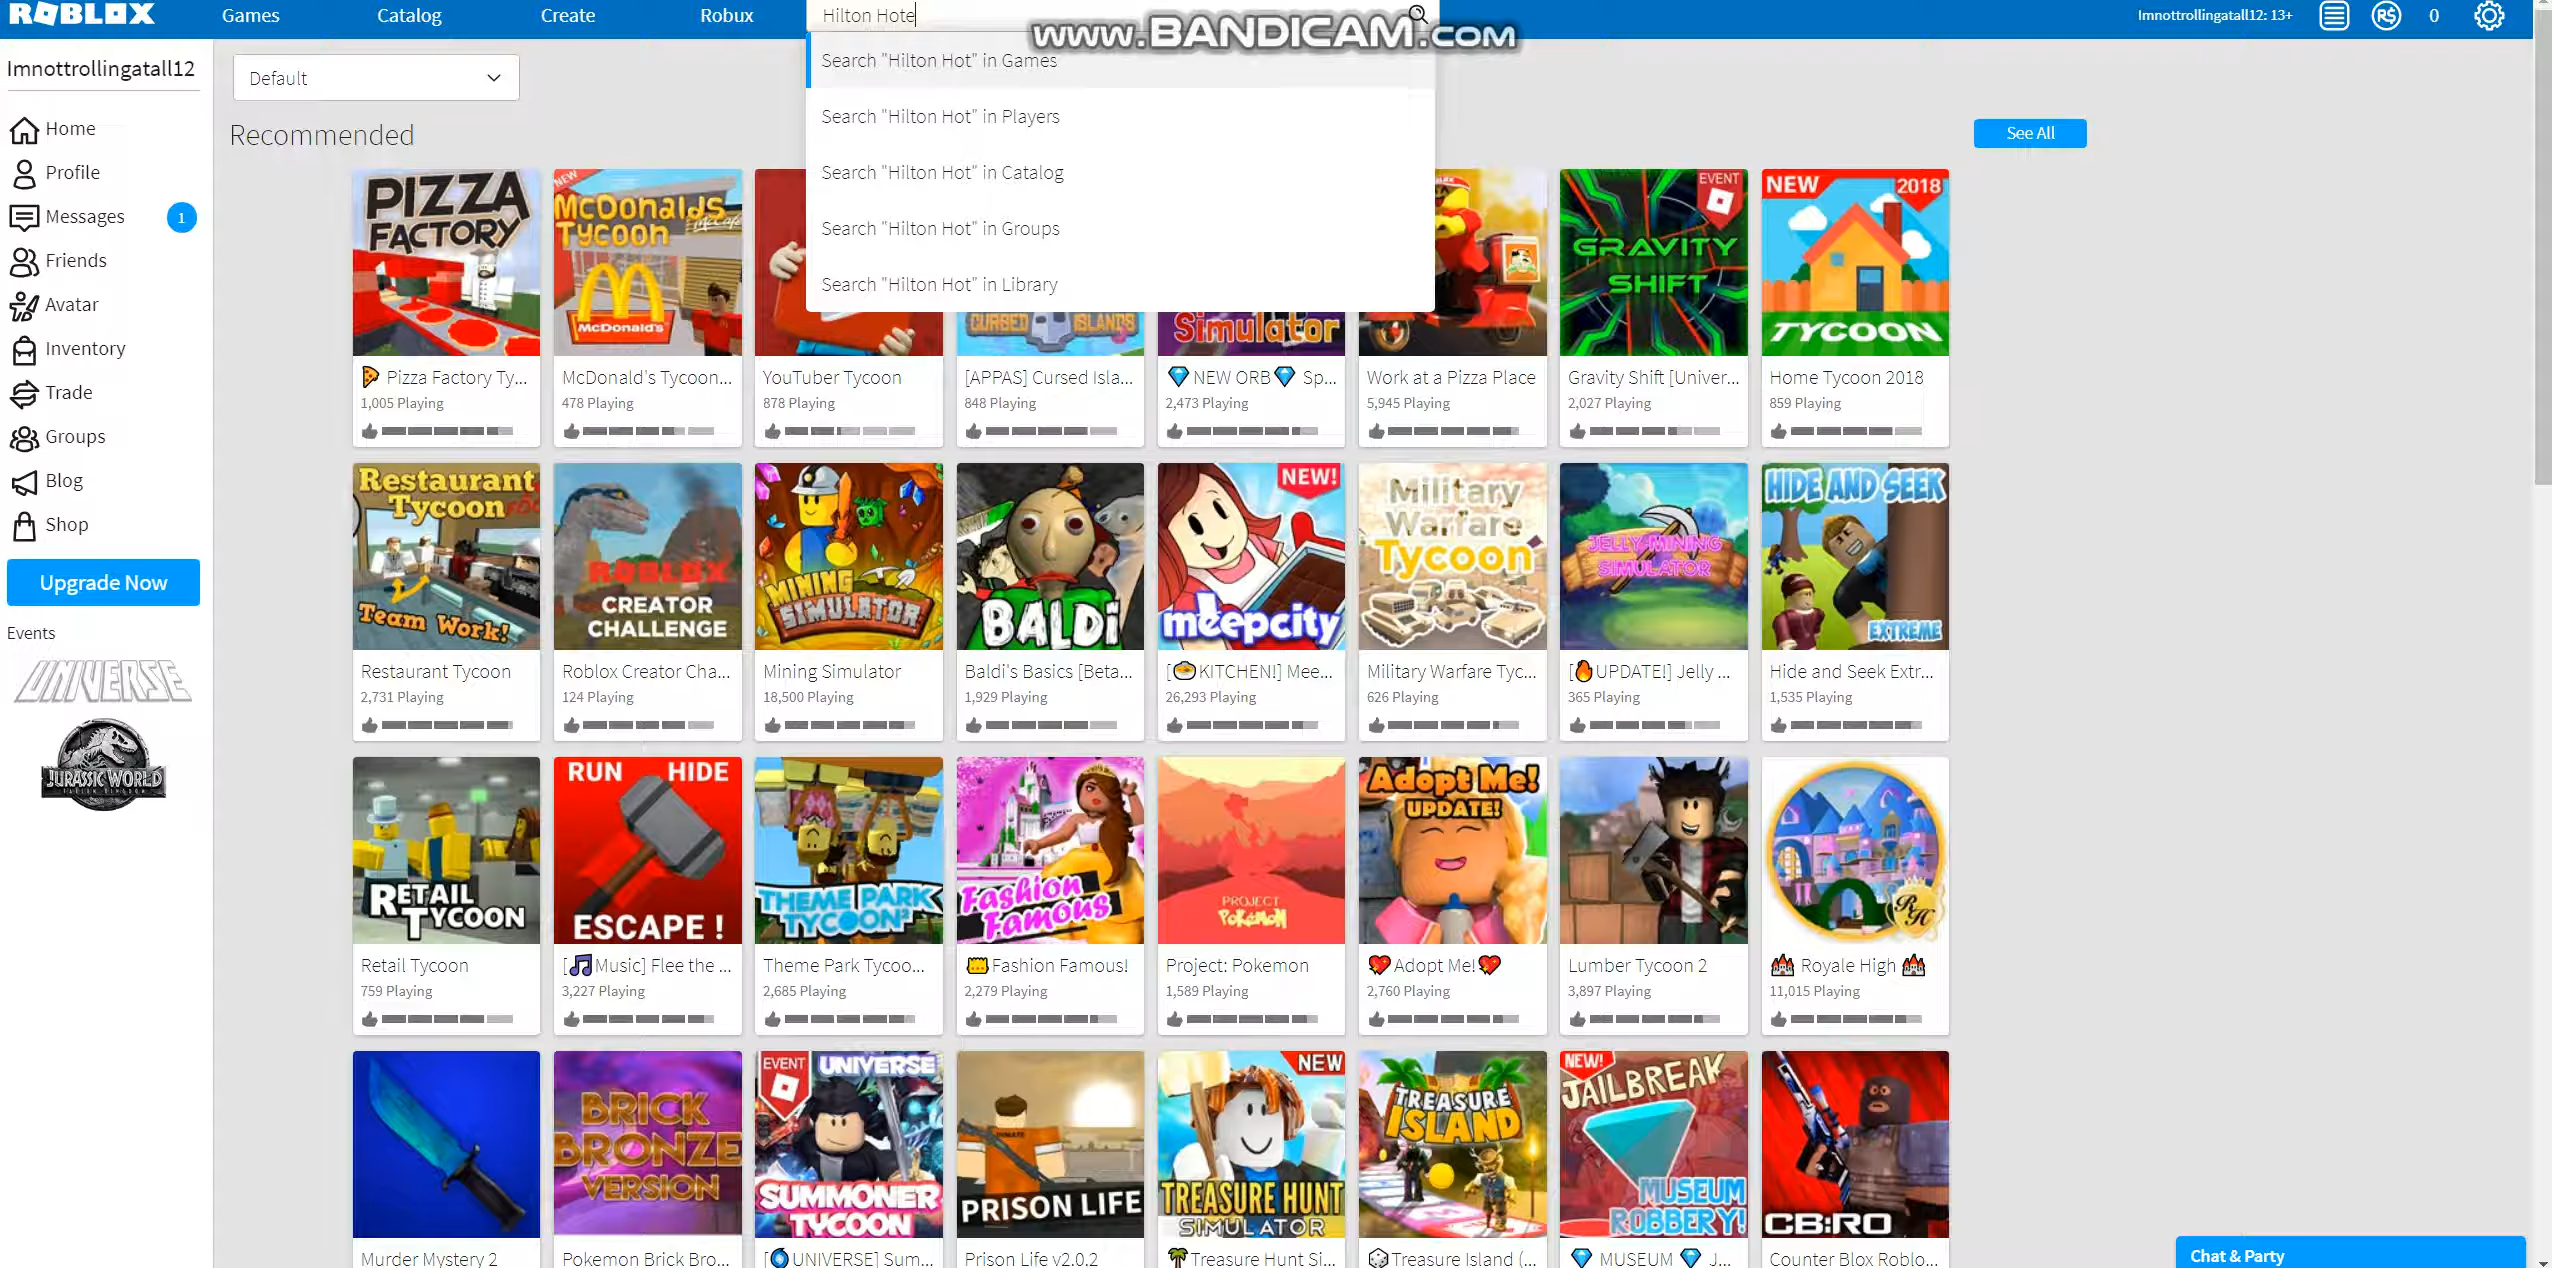 ROBLOX
Games
Catalog
Create
Robux
Hilton Hote
www.BANDICAM.com
Imnottrollingatall12: 13+
R$
0
Search "Hilton Hot" in Games
Search "Hilton Hot" in Players
Search "Hilton Hot" in Catalog
Search "Hilton Hot" in Groups
Search "Hilton Hot" in Library
Imnottrollingatall12
Home
Profile
Messages
1
Friends
Avatar
Inventory
Trade
Groups
Blog
Shop
Upgrade Now
Events
UNIVERSE
JURASSIC WORLD
Default
Recommended
See All
PIZZA
FACTORY
NEW
McDonalds
Tycoon
McCafe
McDonald's
CURSED ISLANDS
Simulator
EVENT
GRAVITY
SHIFT
NEW
2018
TYCOON
Pizza Factory Ty...
1,005 Playing
McDonald's Tycoon...
478 Playing
YouTuber Tycoon
878 Playing
[APPAS] Cursed Isla...
848 Playing
NEW ORB Sp...
2,473 Playing
Work at a Pizza Place
5,945 Playing
Gravity Shift [Univer...
2,027 Playing
Home Tycoon 2018
859 Playing
Restaurant
Tycoon
Team Work!
ROBLOX
CREATOR
CHALLENGE
MINING
SIMULATOR
BALDI
NEW!
meepcity
Military
Warfare
Tycoon
JELLY MINING
SIMULATOR
HIDE AND SEEK
EXTREME
Restaurant Tycoon
2,731 Playing
Roblox Creator Cha...
124 Playing
Mining Simulator
18,500 Playing
Baldi's Basics [Beta...
1,929 Playing
[KITCHEN!] Mee...
26,293 Playing
Military Warfare Tyc...
626 Playing
[UPDATE!] Jelly ...
365 Playing
Hide and Seek Extr...
1,535 Playing
RETAIL
TYCOON
RUN HIDE
ESCAPE !
THEME PARK
TYCOON2
Fashion
Famous
PROJECT
POKEMON
Adopt Me!
UPDATE!
RH
Retail Tycoon
759 Playing
[Music] Flee the ...
3,227 Playing
Theme Park Tycoo...
2,685 Playing
Fashion Famous!
2,279 Playing
Project: Pokemon
1,589 Playing
Adopt Me!
2,760 Playing
Lumber Tycoon 2
3,897 Playing
Royale High
11,015 Playing
BRICK
BRONZE
VERSION
EVENT
UNIVERSE
SUMMONER
TYCOON
PRISON LIFE
NEW
TREASURE HUNT
SIMULATOR
TREASURE
ISLAND
NEW!
JAILBREAK
MUSEUM
ROBBERY!
CB:RO
Murder Mystery 2
Pokemon Brick Bro...
[UNIVERSE] Sum...
Prison Life v2.0.2
Treasure Hunt Si...
Treasure Island (...
MUSEUM J...
Counter Blox Roblo...
Chat & Party